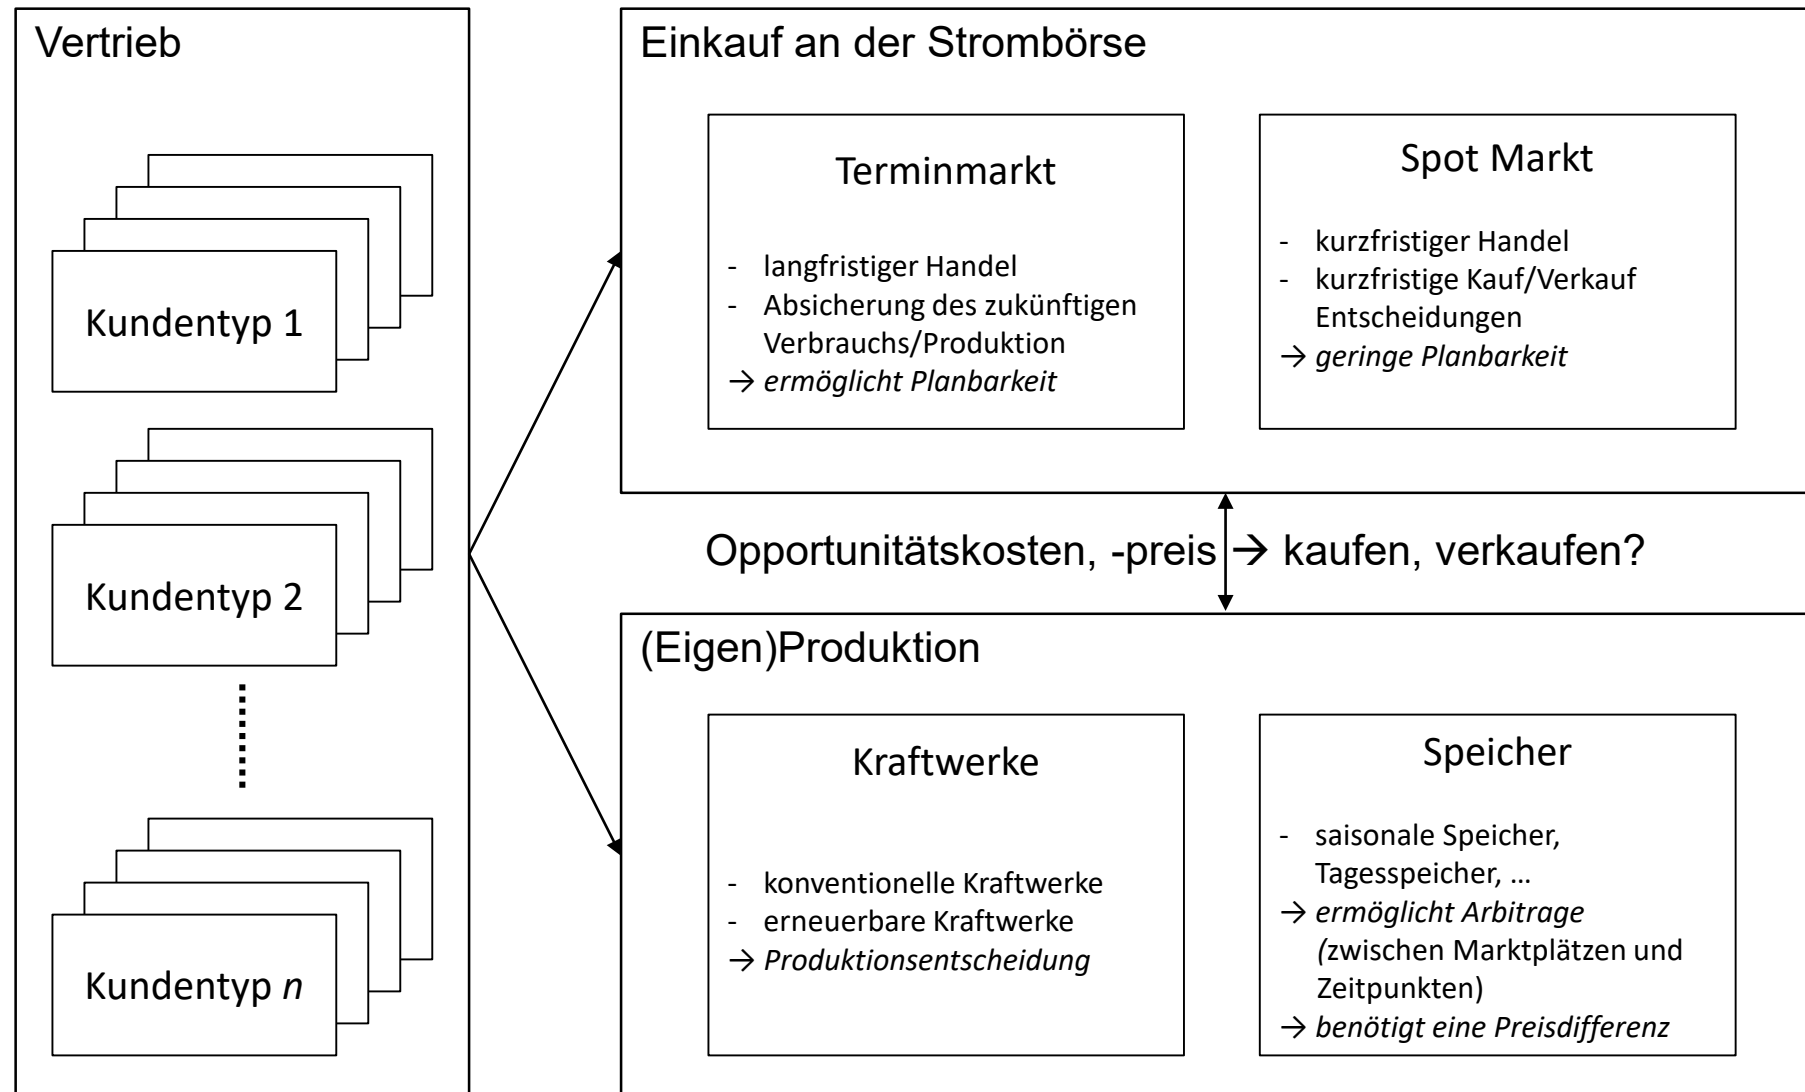 Vertrieb
Kundentyp 1
Kundentyp 2
Kundentyp n
Einkauf an der Strombörse
Terminmarkt
- langfristiger Handel
- Absicherung des zukünftigen
Verbrauchs/Produktion
→ ermöglicht Planbarkeit
Spot Markt
- kurzfristiger Handel
- kurzfristige Kauf/Verkauf
Entscheidungen
→ geringe Planbarkeit
Opportunitätskosten, -preis → kaufen, verkaufen?
(Eigen)Produktion
Kraftwerke
- konventionelle Kraftwerke
- erneuerbare Kraftwerke
→ Produktionsentscheidung
Speicher
- saisonale Speicher,
Tagesspeicher, ...
→ ermöglicht Arbitrage
(zwischen Marktplätzen und
Zeitpunkten)
→ benötigt eine Preisdifferenz